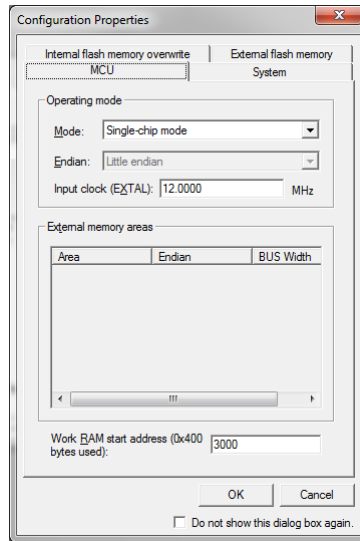 Configuration Properties
Internal flash memory overwrite External flash memory
MCU System
Operating mode
Mode: Single-chip mode
Endian: Little endian
Input clock (EXTAL): 12.0000 MHz
External memory areas
Area Endian BUS Width
Work RAM start address (0x400
bytes used): 3000
OK Cancel
Do not show this dialog box again.